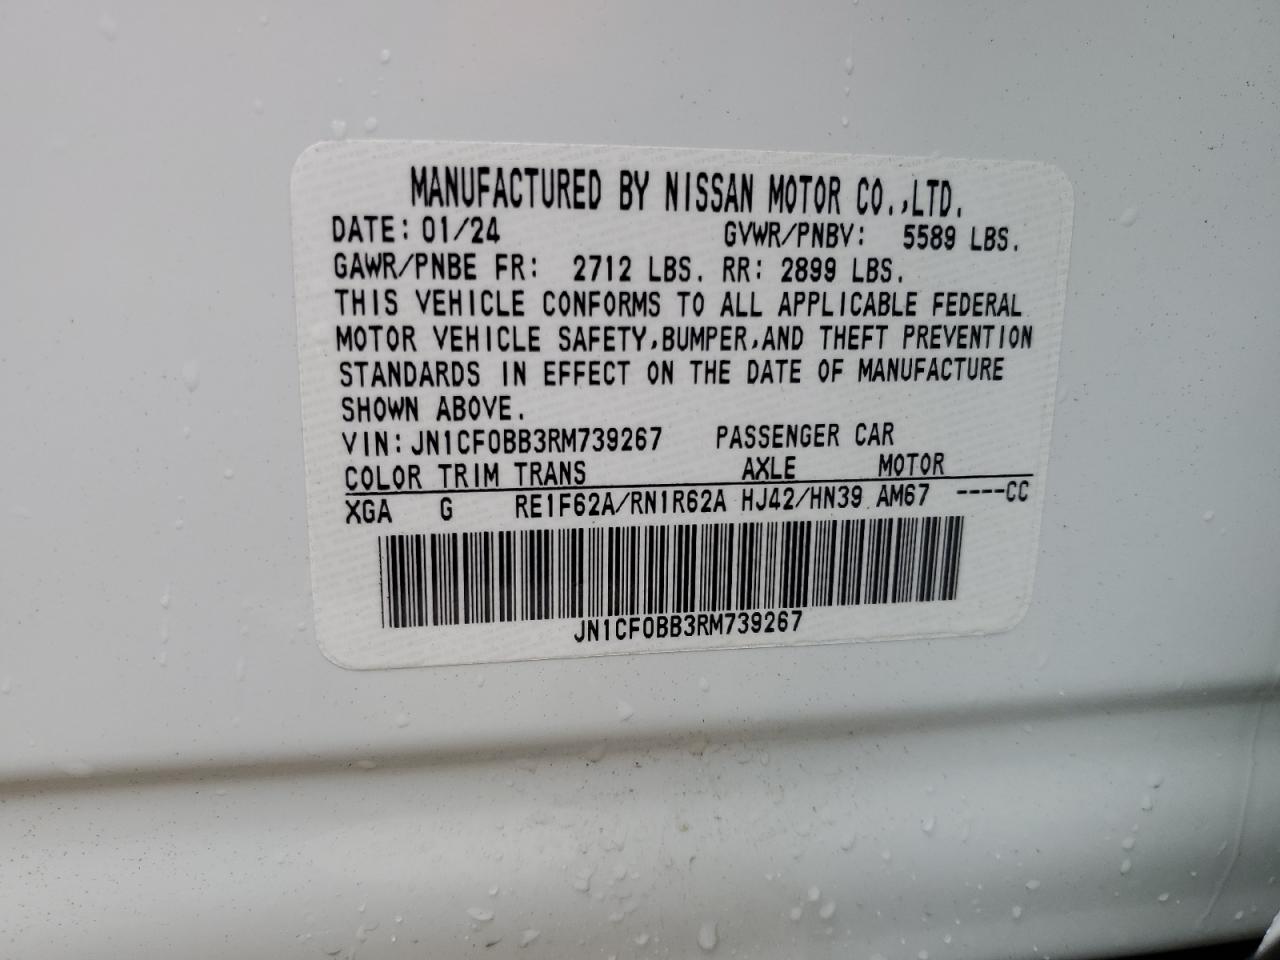 MANUFACTURED BY NISSAN MOTOR CO.,LTD.
DATE: 01/24 GVWR/PNBV: 5589 LBS.
GAWR/PNBE FR: 2712 LBS. RR: 2899 LBS.
THIS VEHICLE CONFORMS TO ALL APPLICABLE FEDERAL
MOTOR VEHICLE SAFETY,BUMPER,AND THEFT PREVENTION
STANDARDS IN EFFECT ON THE DATE OF MANUFACTURE
SHOWN ABOVE.
VIN:JN1CF0BB3RM739267 PASSENGER CAR
COLOR TRIM TRANS AXLE MOTOR
XGA G RE1F62A/RN1R62A HJ42/HN39 AM67 ----CC
JN1CF0BB3RM739267